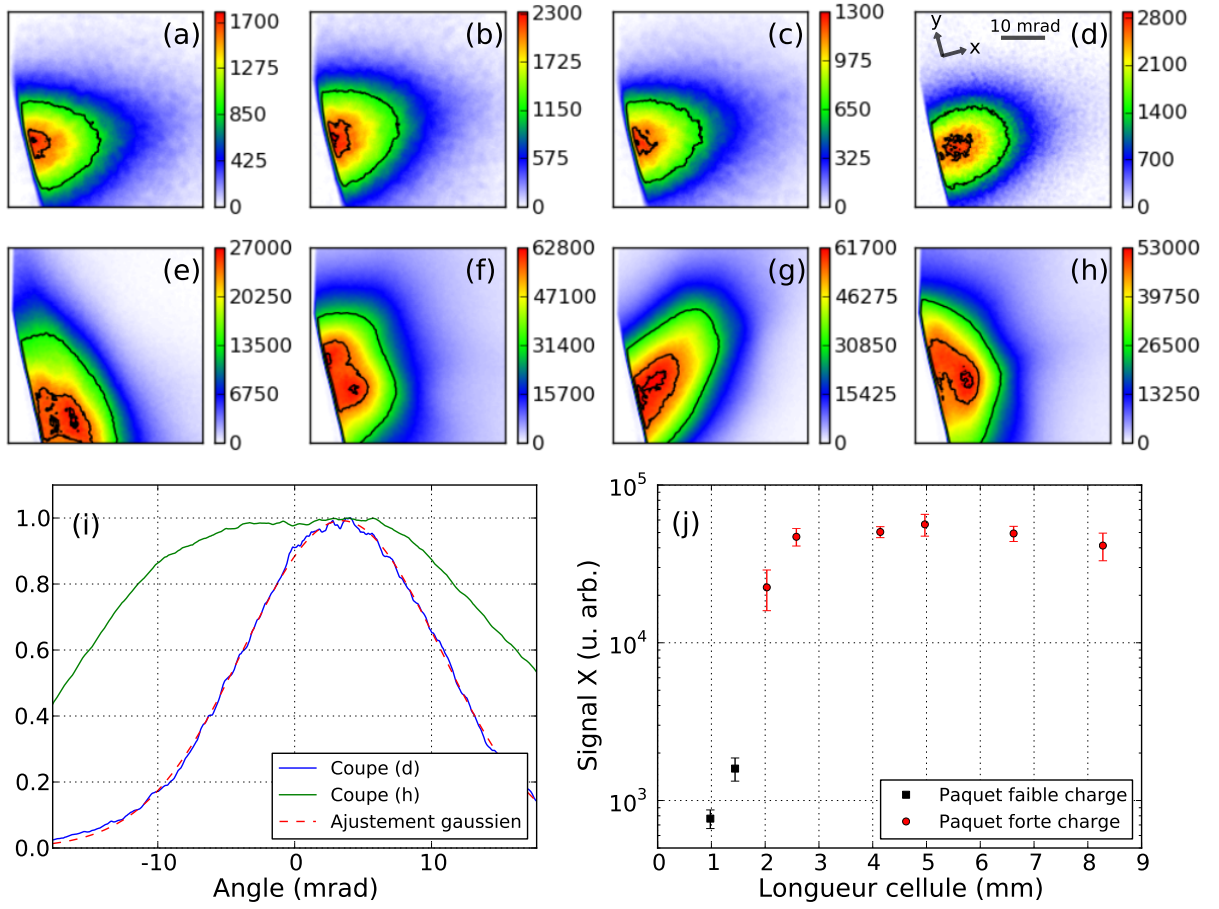 (a)
1700
1275
850
425
0
(b)
2300
1725
1150
575
0
(c)
1300
975
650
325
0
(d)
y
x
10 mrad
2800
2100
1400
700
0
(e)
27000
20250
13500
6750
0
(f)
62800
47100
31400
15700
0
(g)
61700
46275
30850
15425
0
(h)
53000
39750
26500
13250
0
(i)
1.0
0.8
0.6
0.4
0.2
0.0
-10 0 10
Angle (mrad)
Coupe (d)
Coupe (h)
Ajustement gaussien
(j)
Signal X (u. arb.)
10^5
10^4
10^3
0 1 2 3 4 5 6 7 8 9
Longueur cellule (mm)
Paquet faible charge
Paquet forte charge